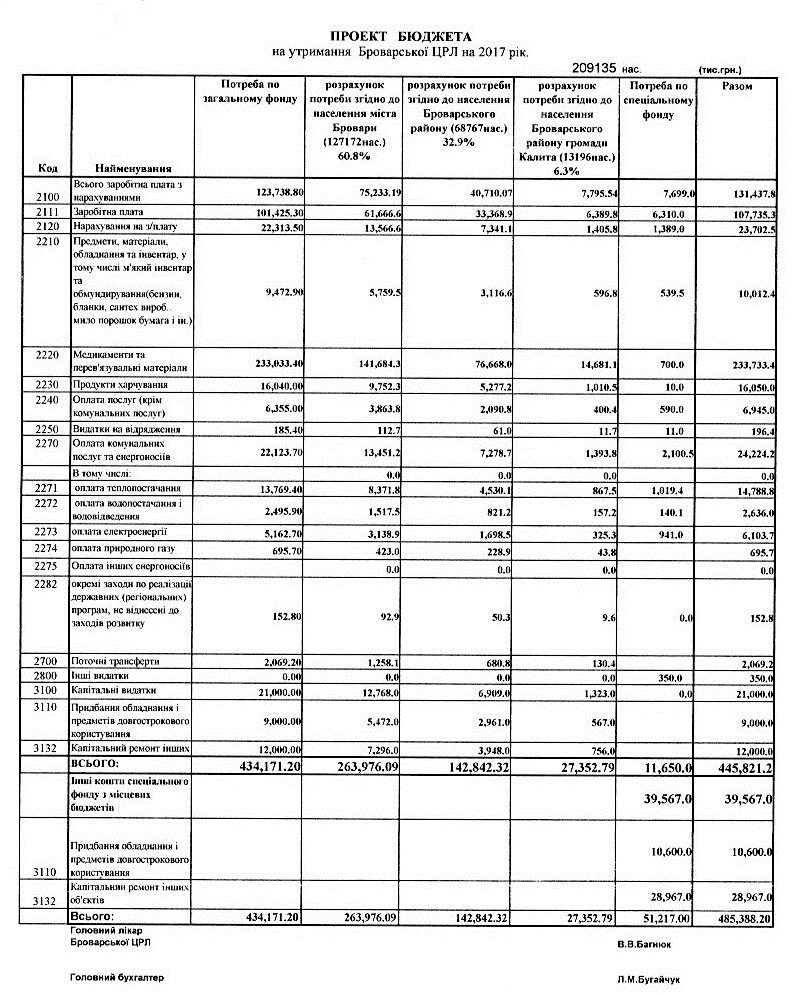 ПРОЕКТ БЮДЖЕТА
на утримання Броварської ЦРЛ на 2017 рік.
209135 нас. (тис.грн.)
Код Найменування Потреба по загальному фонду розрахунок потреби згідно до населення міста Бровари (127172нас.) 60.8% розрахунок потреби згідно до населення Броварського району (68767нас.) 32.9% розрахунок потреби згідно до населення Броварського району громади Калита (13196нас.) 6.3% Потреба по спеціальному фонду Разом
Всього заробітна плата з
2100 нарахуваннями 123,738.80 75,233.19 40,710.07 7,795.54 7,699.0 131,437.8
2111 Заробітна плата 101,425.30 61,666.6 33,368.9 6,389.8 6,310.0 107,735.3
2120 Нарахування на з/плату 22,313.50 13,566.6 7,341.1 1,405.8 1,389.0 23,702.5
2210 Предмети, матеріали,
обладнання та інвентар, у
тому числі м'який інвентар
та
обмундирування(бензин, 9,472.90 5,759.5 3,116.6 596.8 539.5 10,012.4
бланки, сантех вироб..
мило порошок бумага і ін.)
2220 Медикаменти та
перев'язувальні матеріали 233,033.40 141,684.3 76,668.0 14,681.1 700.0 233,733.4
2230 Продукти харчування 16,040.00 9,752.3 5,277.2 1,010.5 10.0 16,050.0
2240 Оплата послуг (крім
комунальних послуг) 6,355.00 3,863.8 2,090.8 400.4 590.0 6,945.0
2250 Видатки на відрядження 185.40 112.7 61.0 11.7 11.0 196.4
2270 Оплата комунальних
послуг та енергоносіїв 22,123.70 13,451.2 7,278.7 1,393.8 2,100.5 24,224.2
В тому числі: 0.0 0.0 0.0 0.0
2271 оплата теплопостачання 13,769.40 8,371.8 4,530.1 867.5 1,019.4 14,788.8
2272 оплата водопостачання і
водовідведення 2,495.90 1,517.5 821.2 157.2 140.1 2,636.0
2273 оплата єлектроенергії 5,162.70 3,138.9 1,698.5 325.3 941.0 6,103.7
2274 оплата природного газу 695.70 423.0 228.9 43.8 695.7
2275 Оплата інших енергоносіїв 0.0 0.0 0.0 0.0
2282 окремі заходи по реалізації
державних (регіональних)
програм, не віднесені до
заходів розвитку 152.80 92.9 50.3 9.6 0.0 152.8
2700 Поточні трансферти 2,069.20 1,258.1 680.8 130.4 2,069.2
2800 Інші видатки 0.00 0.0 0.0 0.0 350.0 350.0
3100 Капітальні видатки 21,000.00 12,768.0 6,909.0 1,323.0 0.0 21,000.0
3110 Придбання обладнання і
предметів довгострокового 9,000.00 5,472.0 2,961.0 567.0 9,000.0
користування
3132 Капітальний ремонт інших 12,000.00 7,296.0 3,948.0 756.0 12,000.0
ВСЬОГО: 434,171.20 263,976.09 142,842.32 27,352.79 11,650.0 445,821.2
Інші кошти спеціального
фонду з місцевих 39,567.0 39,567.0
бюджетів
Придбання обладнання і
предметів довгострокового 10,600.0 10,600.0
3110 користування
Капітальний ремонт інших
3132 об'єктів 28,967.0 28,967.0
Всього: 434,171.20 263,976.09 142,842.32 27,352.79 51,217.00 485,388.20
Головний лікар
Броварської ЦРЛ В.В.Багнюк
Головний бухгалтер Л.М.Бугайчук